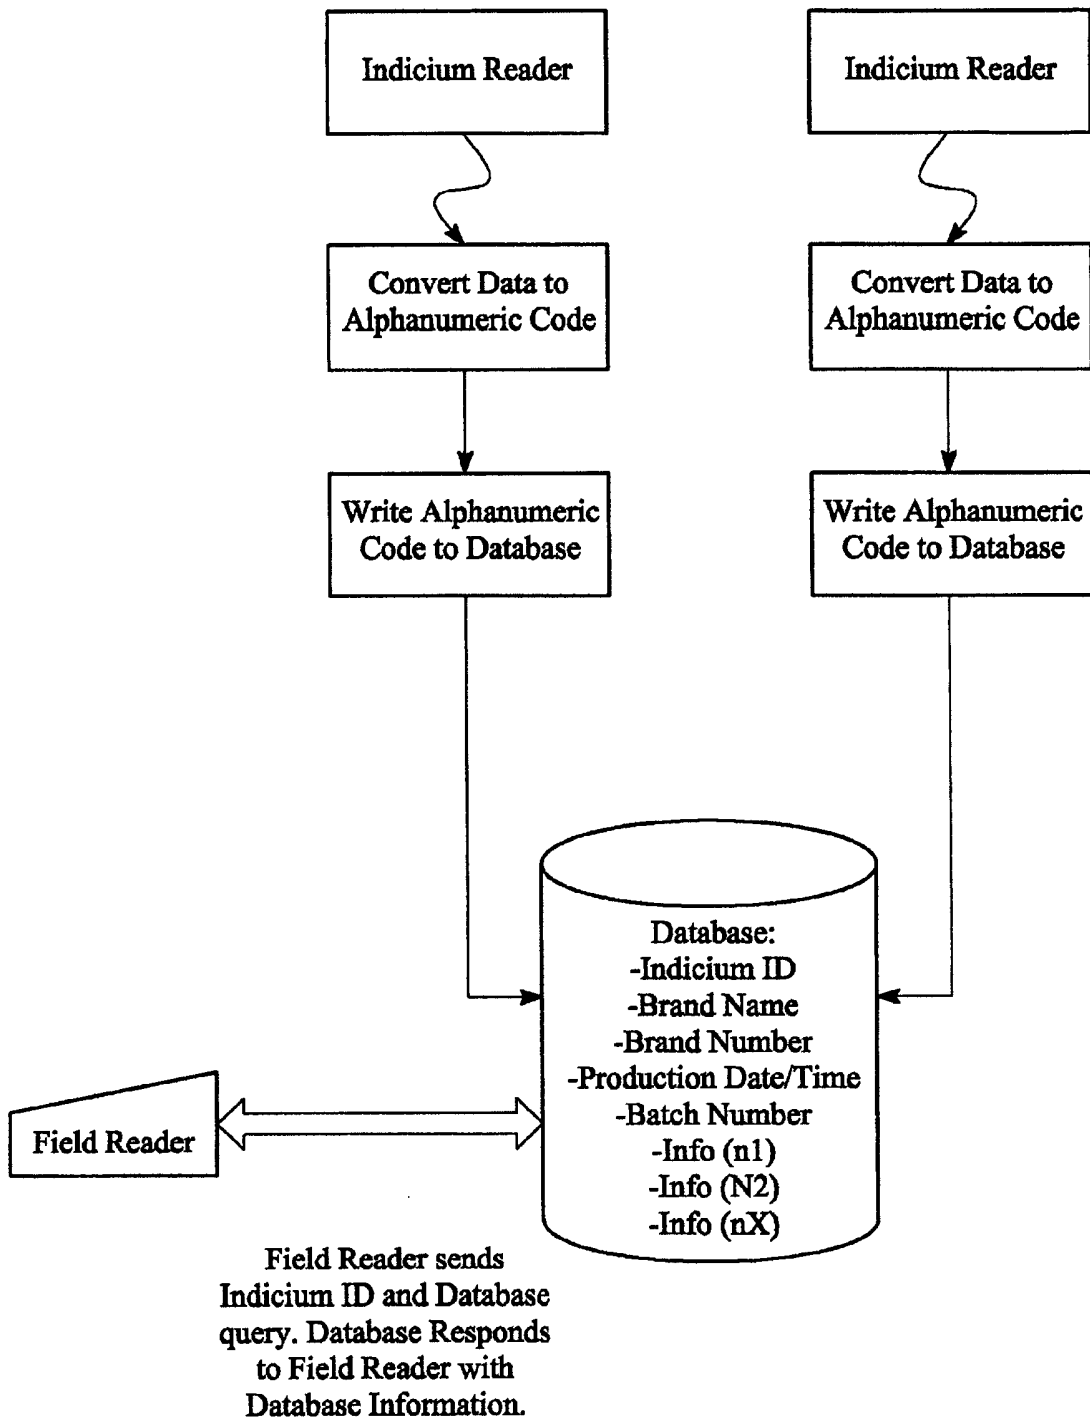 Indicium Reader
Indicium Reader
Convert Data to
Alphanumeric Code
Convert Data to
Alphanumeric Code
Write Alphanumeric
Code to Database
Write Alphanumeric
Code to Database
Database:
-Indicium ID
-Brand Name
-Brand Number
-Production Date/Time
-Batch Number
-Info (n1)
-Info (N2)
-Info (nX)
Field Reader
Field Reader sends
Indicium ID and Database
query. Database Responds
to Field Reader with
Database Information.